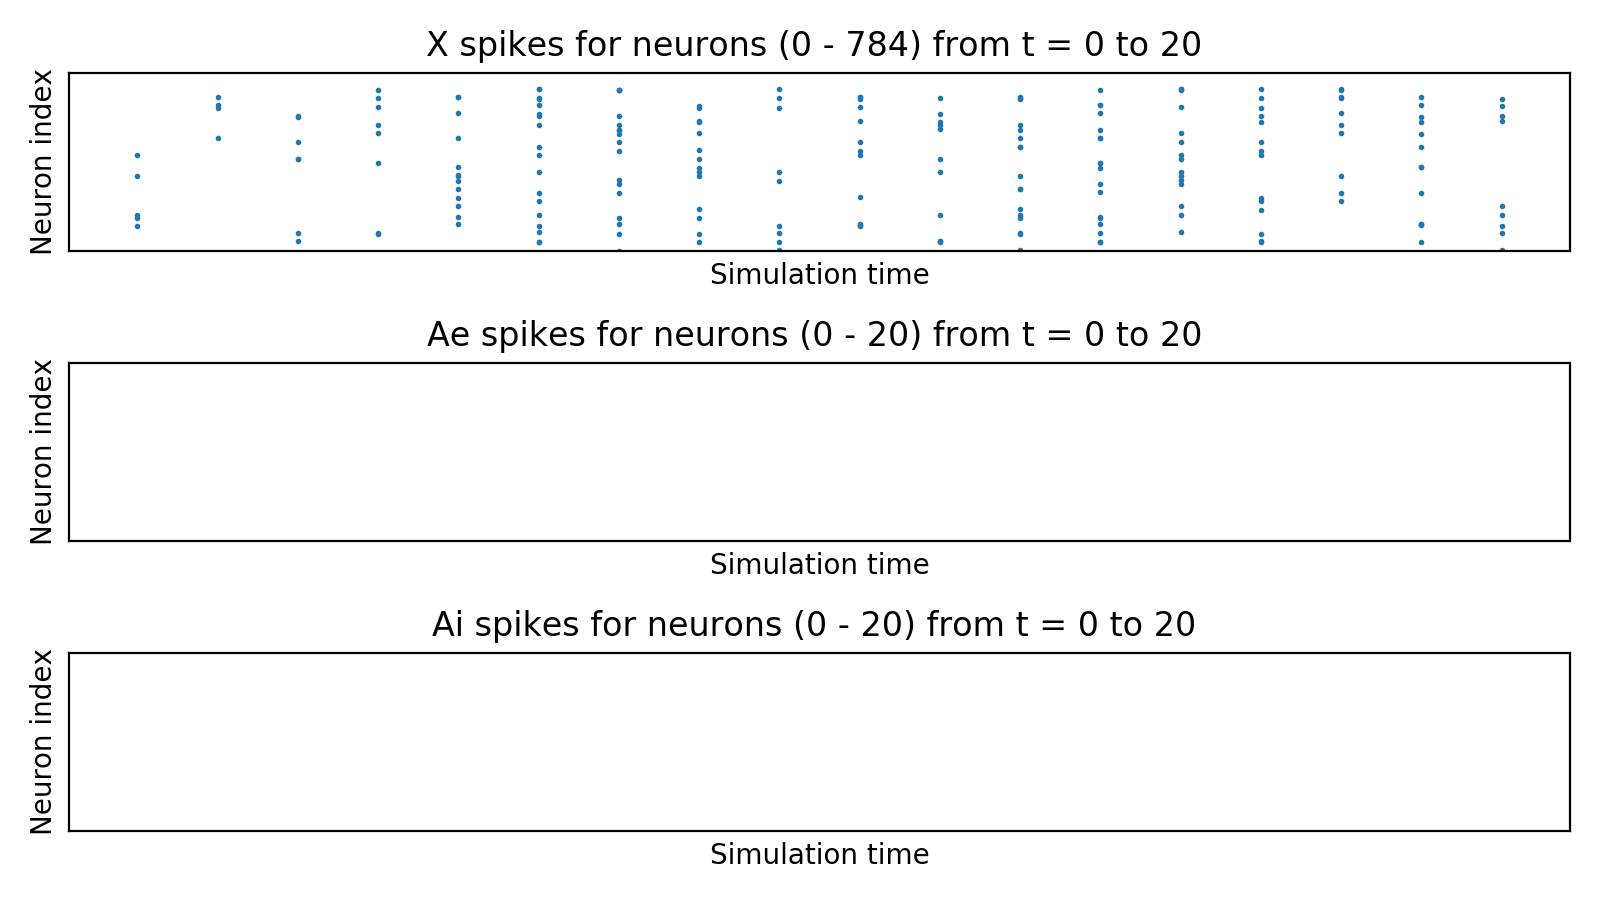 X spikes for neurons (0 - 784) from t = 0 to 20
Neuron index
Simulation time
Ae spikes for neurons (0 - 20) from t = 0 to 20
Neuron index
Simulation time
Ai spikes for neurons (0 - 20) from t = 0 to 20
Neuron index
Simulation time